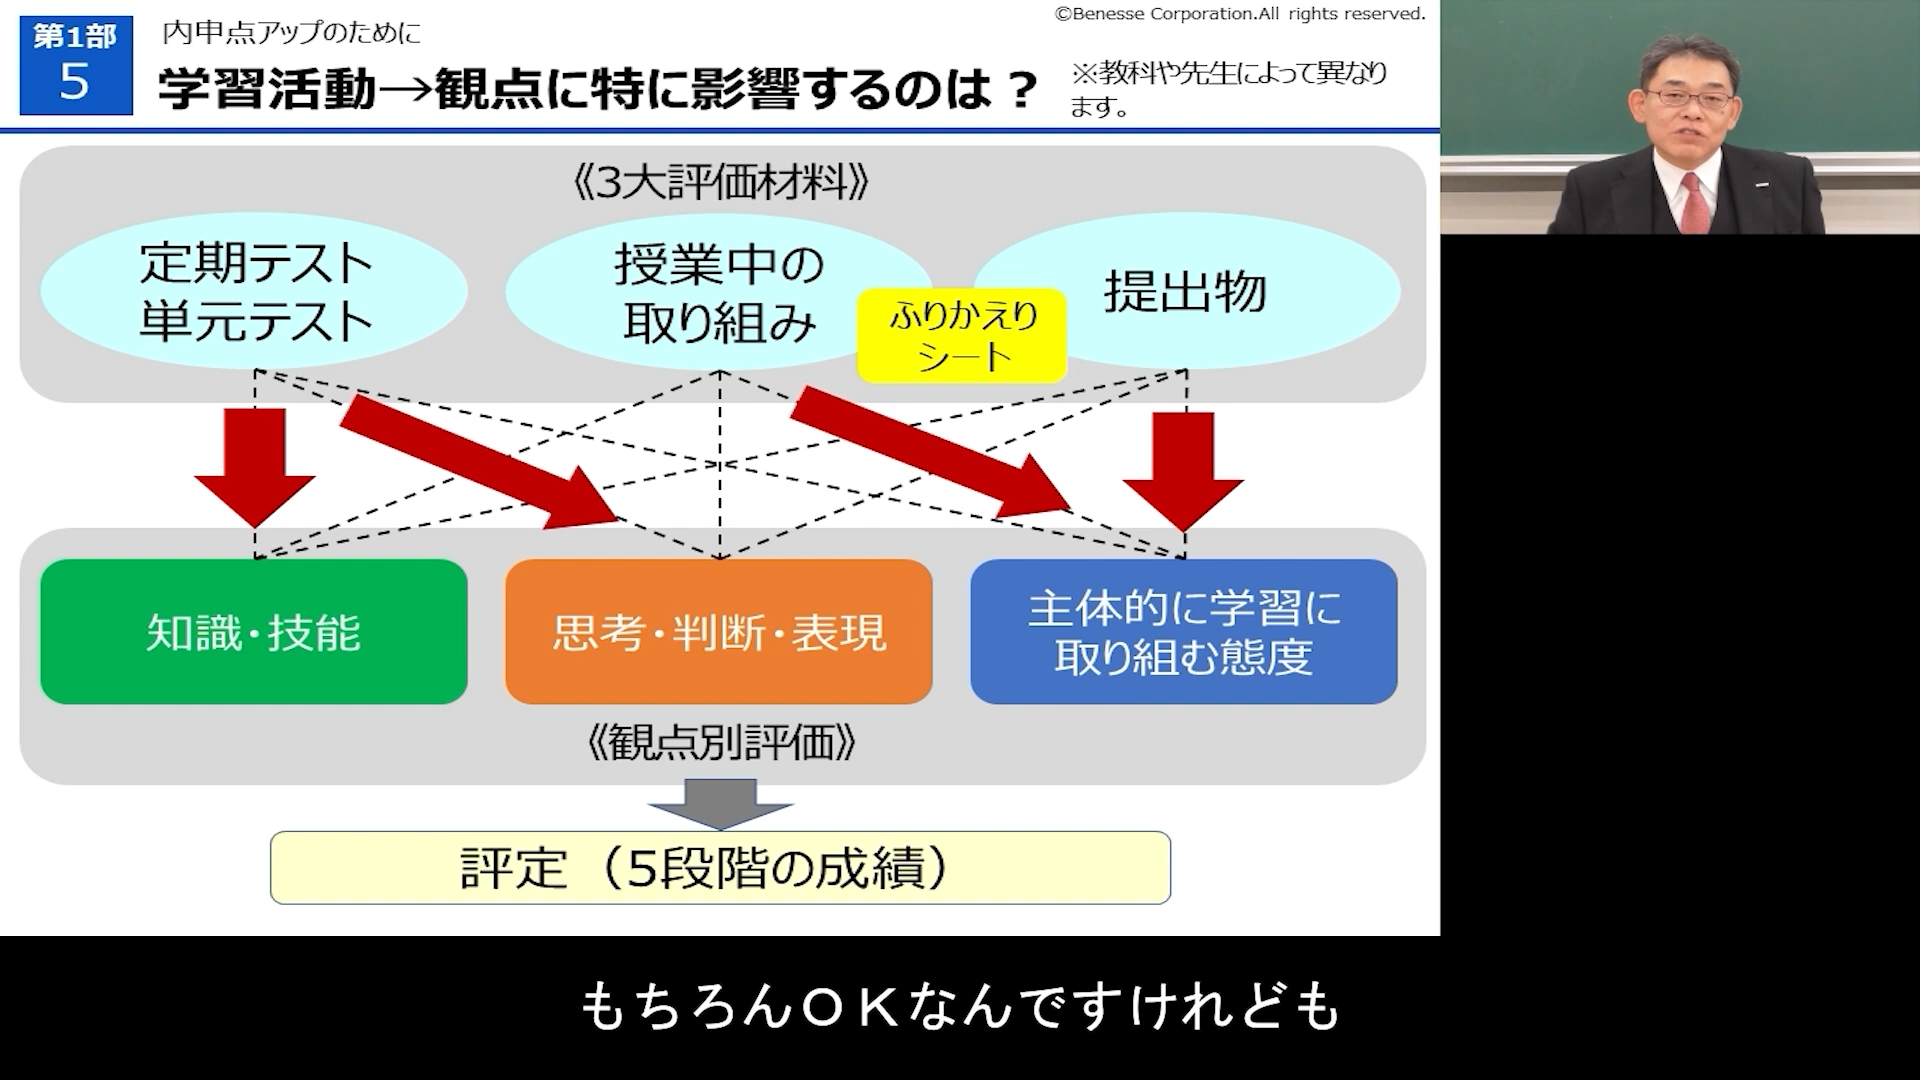 ©Benesse Corporation.All rights reserved.
第1部
5
内申点アップのために
学習活動→観点に特に影響するのは？
※教科や先生によって異なり
ます。
《3大評価材料》
定期テスト
単元テスト
授業中の
取り組み
ふりかえり
シート
提出物
知識・技能
思考・判断・表現
主体的に学習に
取り組む態度
《観点別評価》
評定（5段階の成績）
もちろんＯＫなんですけれども